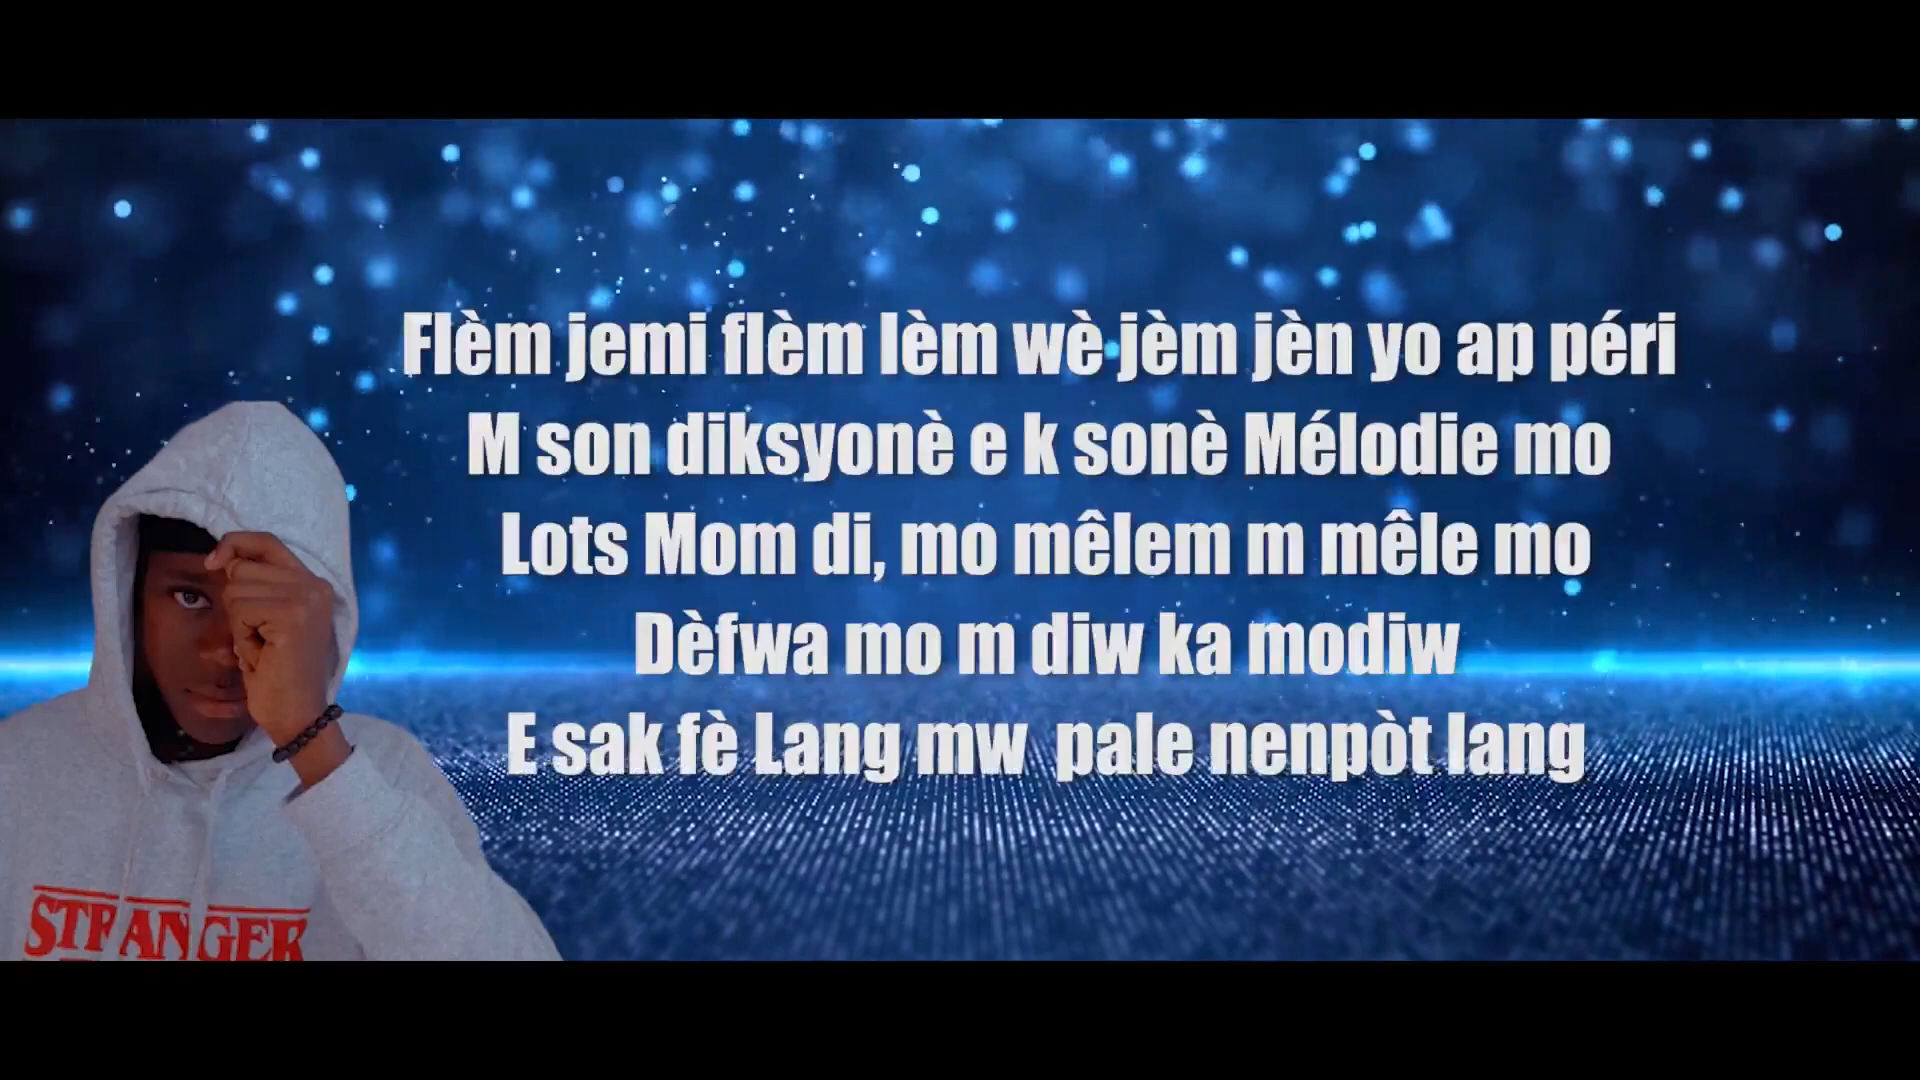 Flèm jemi flèm lèm wè jèm jèn yo ap péri
M son diksyonè e k sonè Mélodie mo
Lots Mom di, mo mêlem m mêle mo
Dèfwa mo m diw ka modiw
E sak fè Lang mw pale nenpòt lang
STRANGER